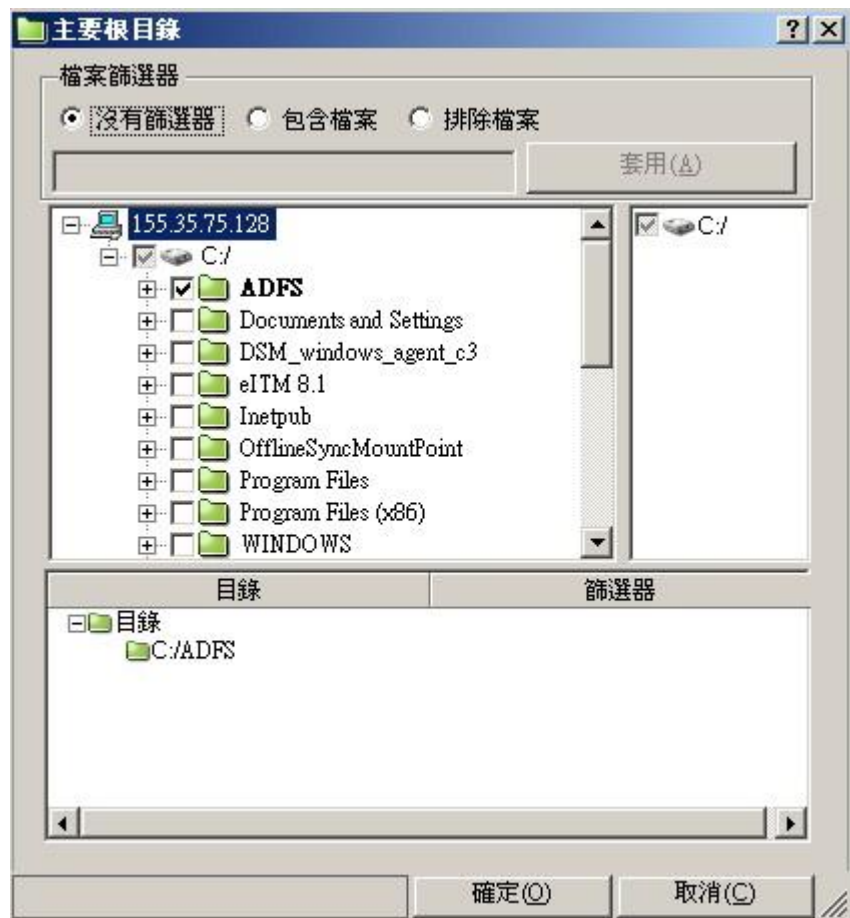 主要根目錄
檔案篩選器
沒有篩選器 包含檔案 排除檔案
套用(A)
155.35.75.128
C:/
C:/
ADFS
Documents and Settings
DSM_windows_agent_c3
eITM 8.1
Inetpub
OfflineSyncMountPoint
Program Files
Program Files (x86)
WINDOWS
目錄 篩選器
目錄
C:/ADFS
確定(O) 取消(C)